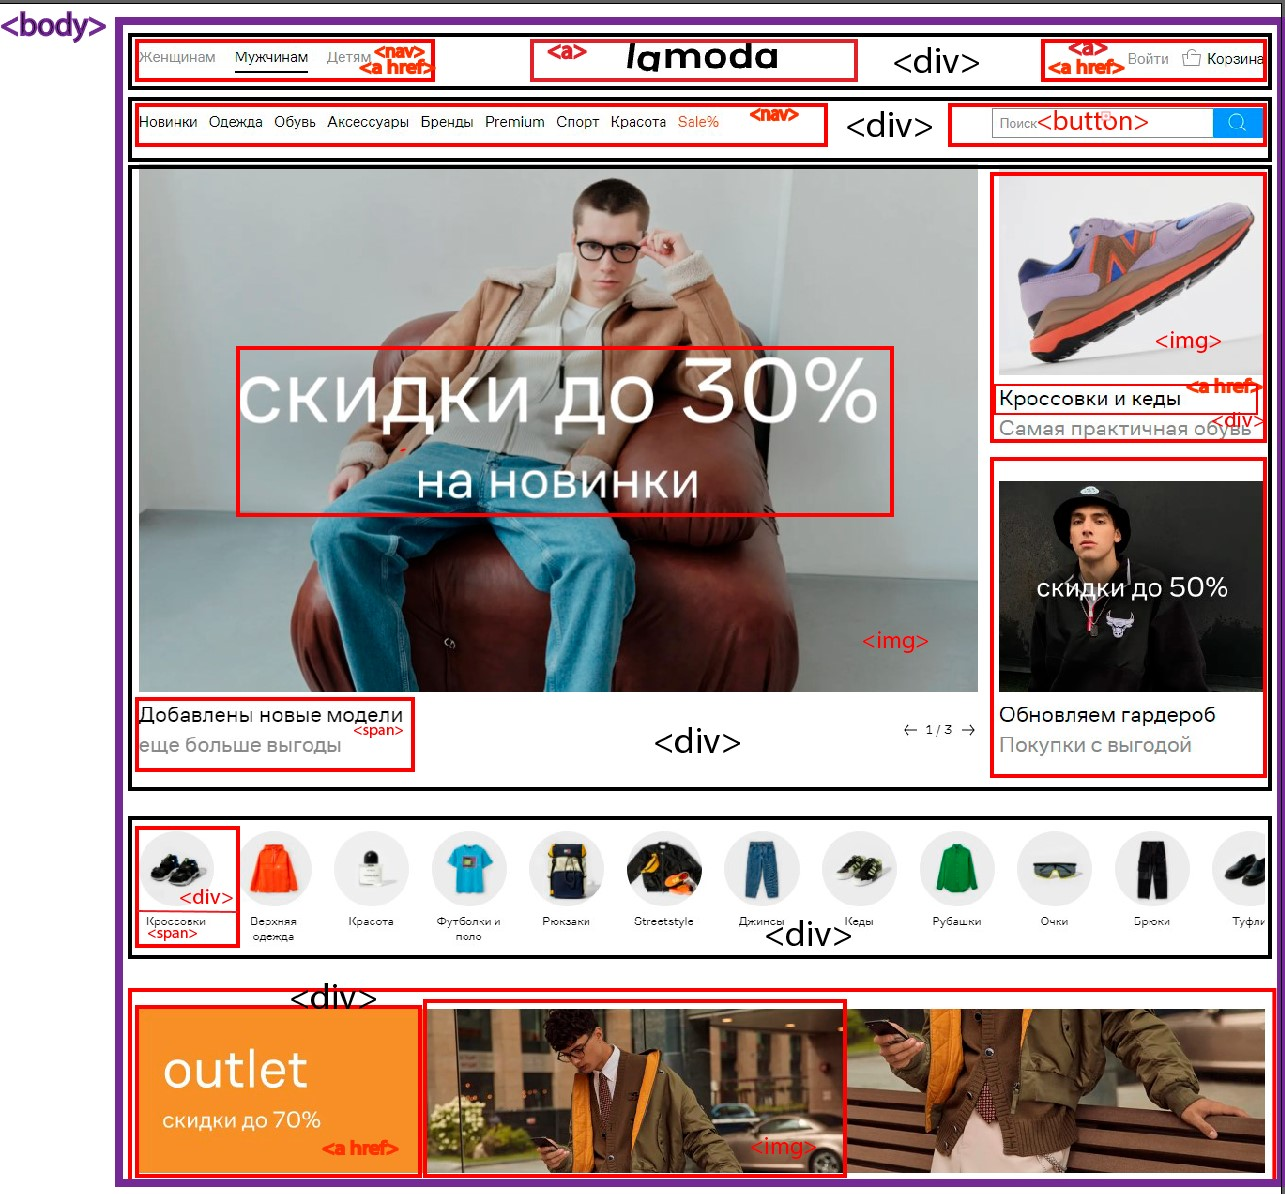 <body>
Женщинам Мужчинам Детям <nav>
<a href>
<a> lamoda <div>
<a>
<a href> Войти Корзина
Новинки Одежда Обувь Аксессуары Бренды Premium Спорт Красота Sale% <nav>
<div>
Поиск <button>
скидки до 30%
на новинки
<img>
<img>
<a href>
Кроссовки и кеды
<div>
Самая практичная обувь
скидки до 50%
Добавлены новые модели
<span>
еще больше выгоды
<div>
← 1 / 3 →
Обновляем гардероб
Покупки с выгодой
<div>
Кроссовки
<span>
Верхняя
одежда
Красота
Футболки и
поло
Рюкзаки
Streetstyle
Джинсы
Кеды
Рубашки
Очки
Брюки
Туфли
<div>
<div>
outlet
скидки до 70%
<a href>
<img>